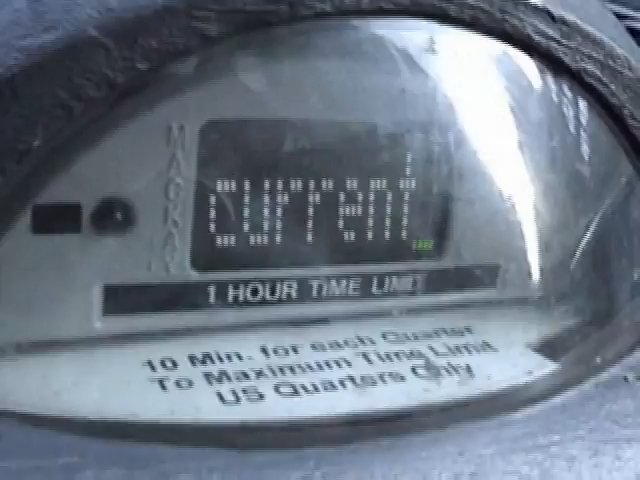 MACKAY
current
1 HOUR TIME LIMIT
10 Min. for each Quarter
To Maximum Time Limit
US Quarters Only